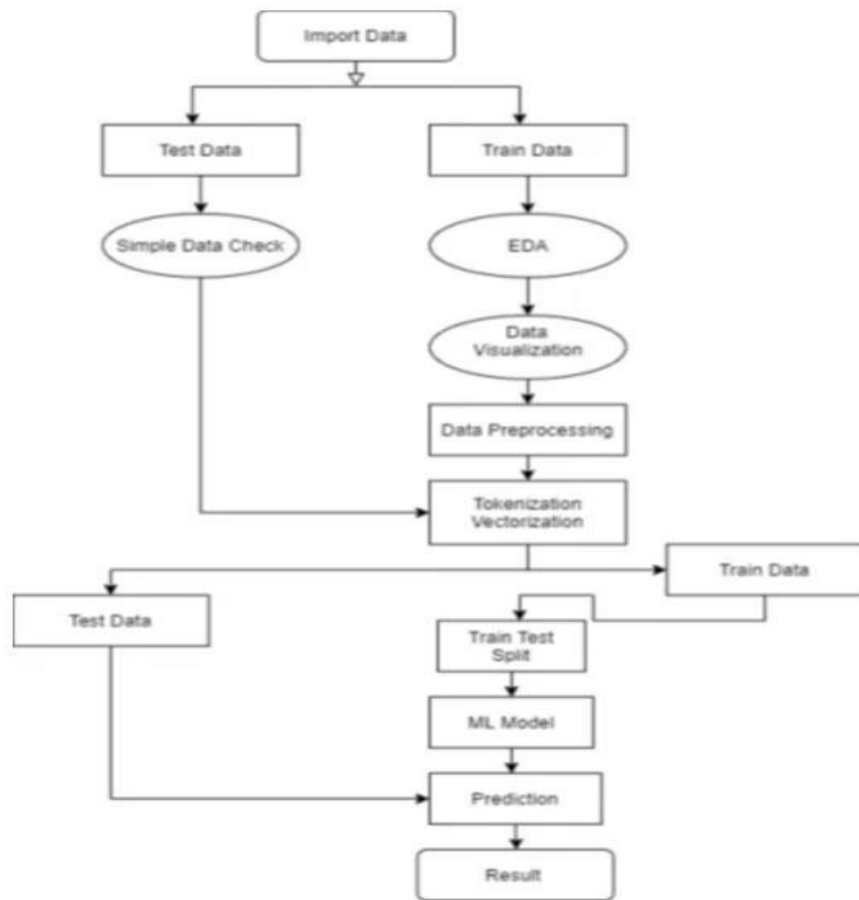 Import Data
Test Data
Train Data
Simple Data Check
EDA
Data
Visualization
Data Preprocessing
Tokenization
Vectorization
Train Data
Test Data
Train Test
Split
ML Model
Prediction
Result